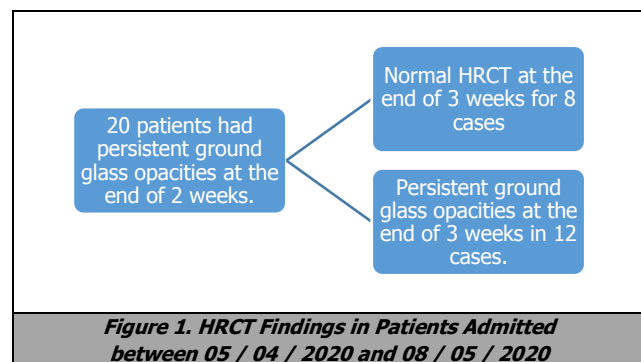 20 patients had
persistent ground
glass opacities at the
end of 2 weeks.
Normal HRCT at the
end of 3 weeks for 8
cases
Persistent ground
glass opacities at the
end of 3 weeks in 12
cases.
Figure 1. HRCT Findings in Patients Admitted
between 05 / 04 / 2020 and 08 / 05 / 2020